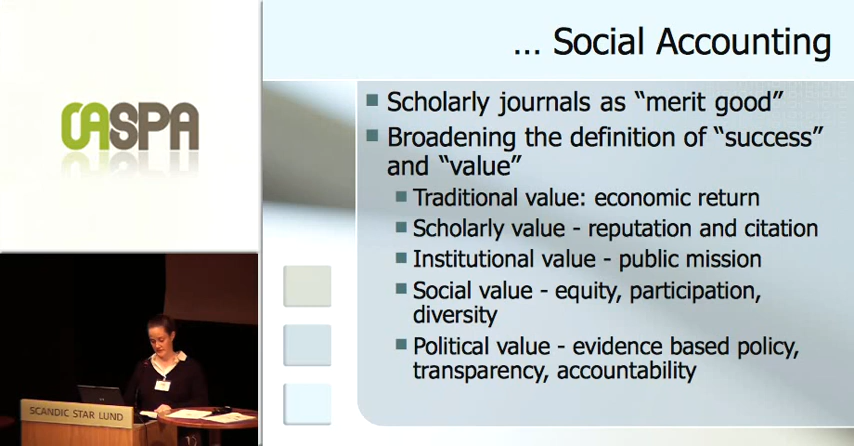 OASPA
… Social Accounting
Scholarly journals as “merit good”
Broadening the definition of “success”
and “value”
Traditional value: economic return
Scholarly value - reputation and citation
Institutional value - public mission
Social value - equity, participation,
diversity
Political value - evidence based policy,
transparency, accountability
SCANDIC STAR LUND